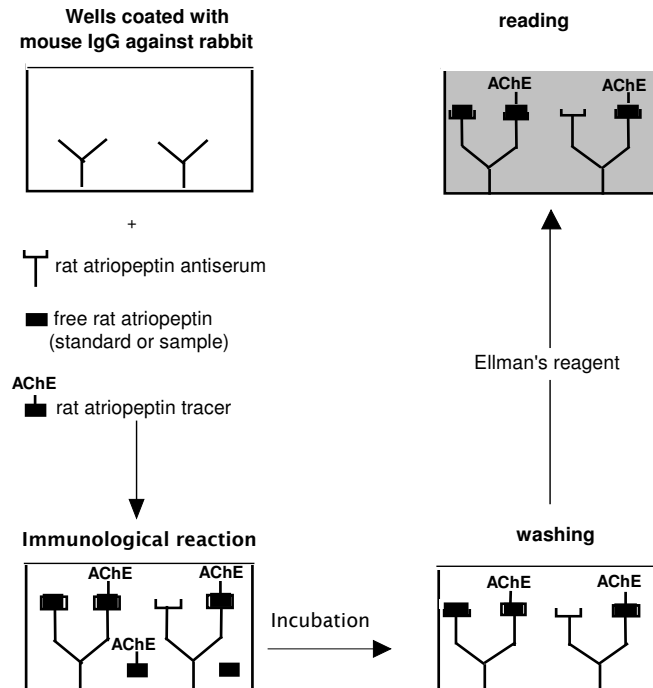 Wells coated with
mouse IgG against rabbit
+
rat atriopeptin antiserum
free rat atriopeptin
(standard or sample)
AChE
rat atriopeptin tracer
Immunological reaction
AChE
AChE
AChE
Incubation
washing
AChE
AChE
Ellman's reagent
reading
AChE
AChE